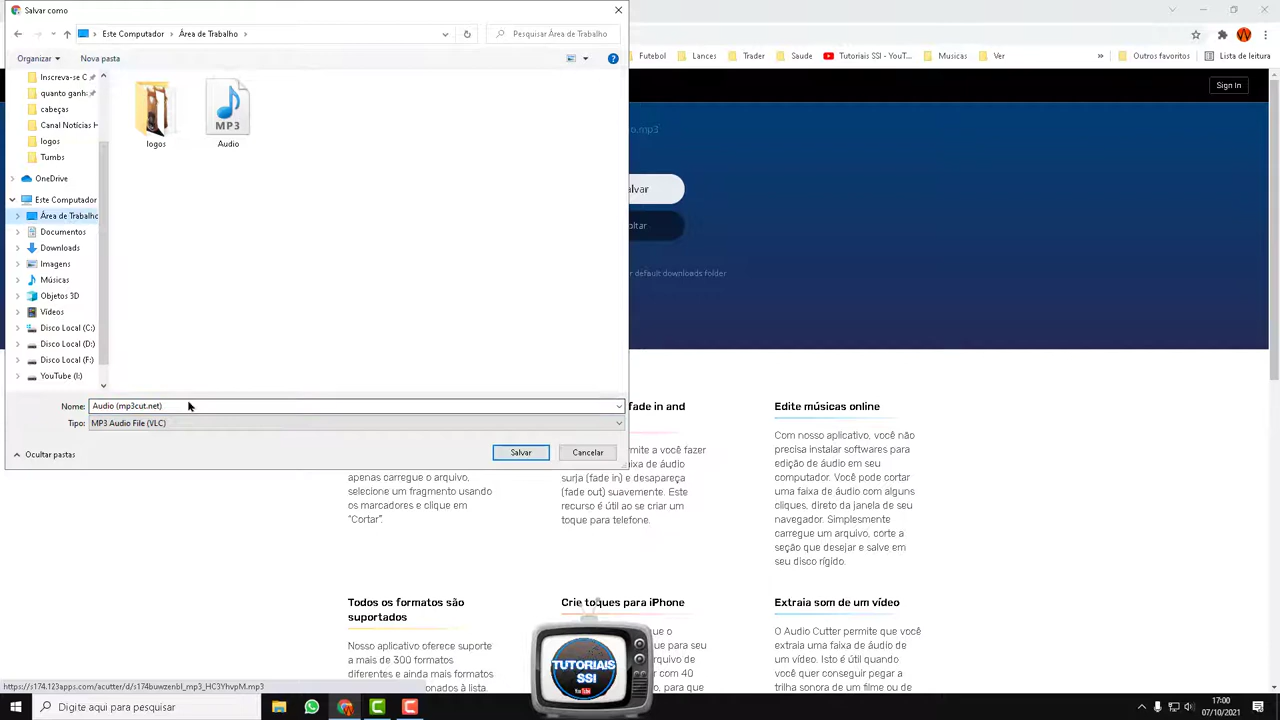 Salvar como
Este Computador > Área de Trabalho >
Pesquisar Área de Trabalho
Organizar
Nova pasta
Inscreva-se C
quanto ganh
cabeças
Canal Notícias H
logos
Tumbs
OneDrive
Este Computador
Área de Trabalho
Documentos
Downloads
Imagens
Músicas
Objetos 3D
Vídeos
Disco Local (C:)
Disco Local (D:)
Disco Local (F:)
YouTube (I:)
logos
MP3
Audio
Nome: Audio (mp3cut.net)
Tipo: MP3 Audio File (VLC)
Ocultar pastas
Salvar
Cancelar
W
Futebol
Lances
Trader
Saude
Tutoriais SSI - YouT...
Musicas
Ver
»
Outros favoritos
Lista de leitura
Sign In
o.mp3
lvar
ltar
r default downloads folder
apenas carregue o arquivo,
selecione um fragmento usando
os marcadores e clique em
“Cortar”.
fade in and
mite a você fazer
ixa de áudio
surja (fade in) e desapareça
(fade out) suavemente. Este
recurso é útil ao se criar um
toque para telefone.
Edite músicas online
Com nosso aplicativo, você não
precisa instalar softwares para
edição de áudio em seu
computador. Você pode cortar
uma faixa de áudio com alguns
cliques, direto da janela de seu
navegador. Simplesmente
carregue um arquivo, corte a
seção que desejar e salve em
seu disco rígido.
Todos os formatos são
suportados
Nosso aplicativo oferece suporte
a mais de 300 formatos
diferentes e ainda mais
onados à lista.
Crie toques para iPhone
que o
ue para seu
arquivo de
com 40
, para que
Extraia som de um vídeo
O Audio Cutter permite que você
extraia uma faixa de áudio de
um vídeo. Isto é útil quando
você quer conseguir pegar a
trilha sonora de um filme ou de
TUTORIAIS
SSI
YouTube
Digite aqui para pesquisar
17:00
07/10/2021